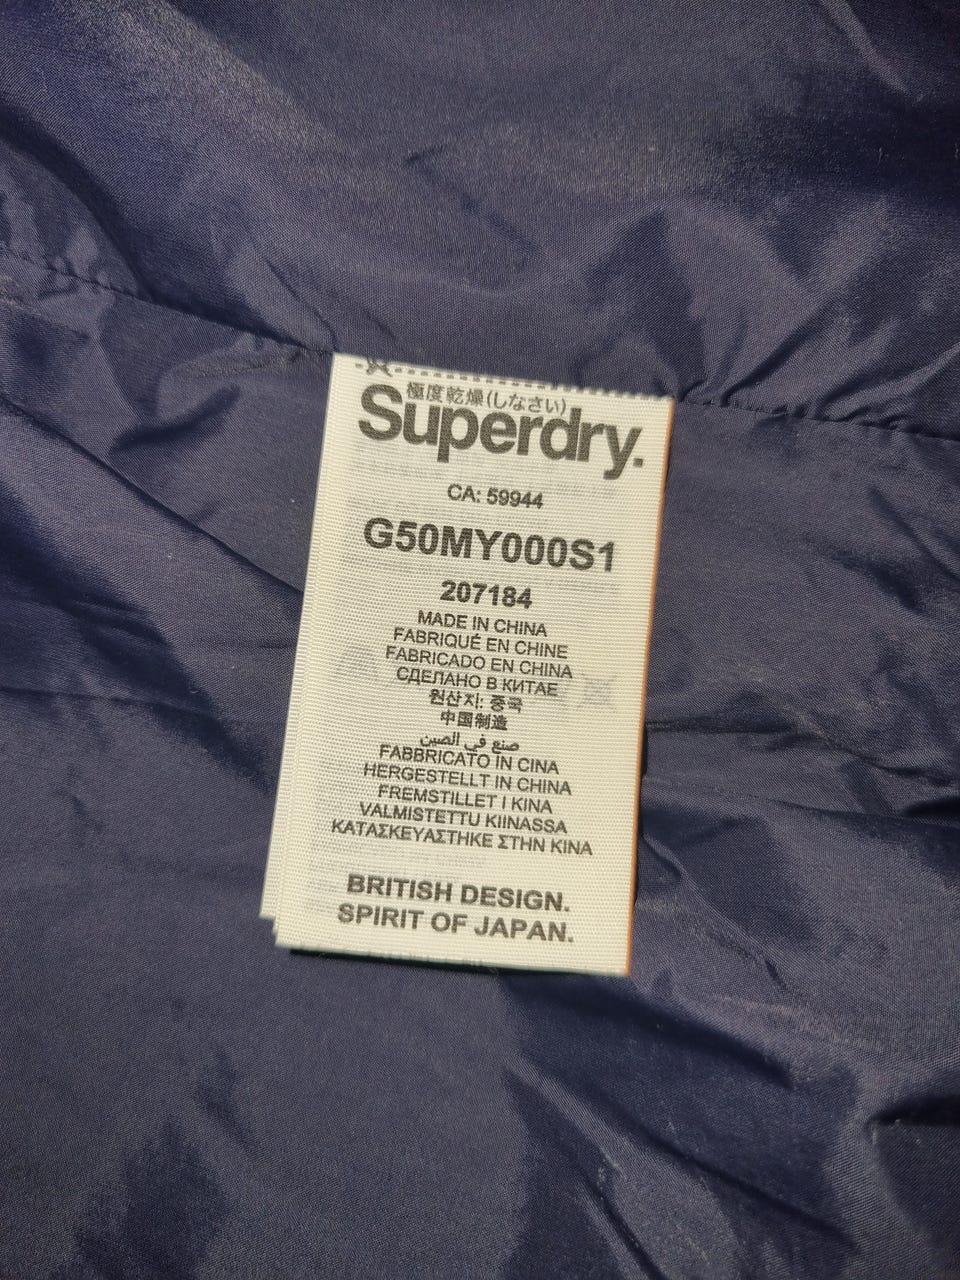 極度乾燥(しなさい)
Superdry.
CA: 59944
G50MY000S1
207184
MADE IN CHINA
FABRIQUÉ EN CHINE
FABRICADO EN CHINA
СДЕЛАНО В КИТАЕ
원산지: 중국
中国制造
صنع في الصين
FABBRICATO IN CINA
HERGESTELLT IN CHINA
FREMSTILLET I KINA
VALMISTETTU KIINASSA
ΚΑΤΑΣΚΕΥΑΣΤΗΚΕ ΣΤΗΝ ΚΙΝΑ
BRITISH DESIGN.
SPIRIT OF JAPAN.